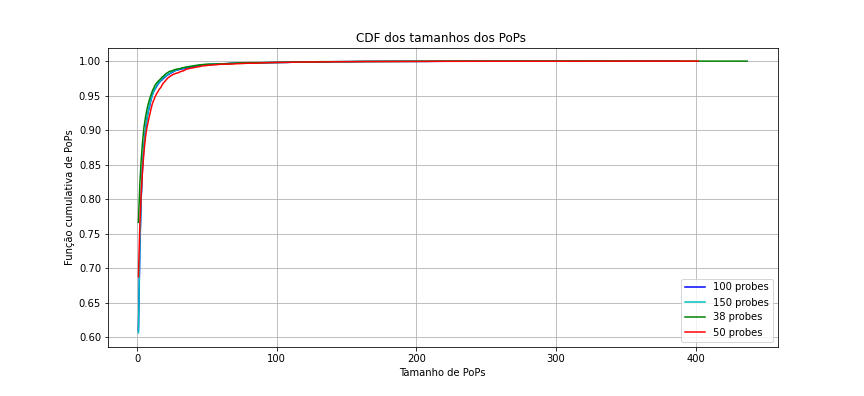 CDF dos tamanhos dos PoPs
Função cumulativa de PoPs
1.00
0.95
0.90
0.85
0.80
0.75
0.70
0.65
0.60
0
100
200
300
400
Tamanho de PoPs
100 probes
150 probes
38 probes
50 probes